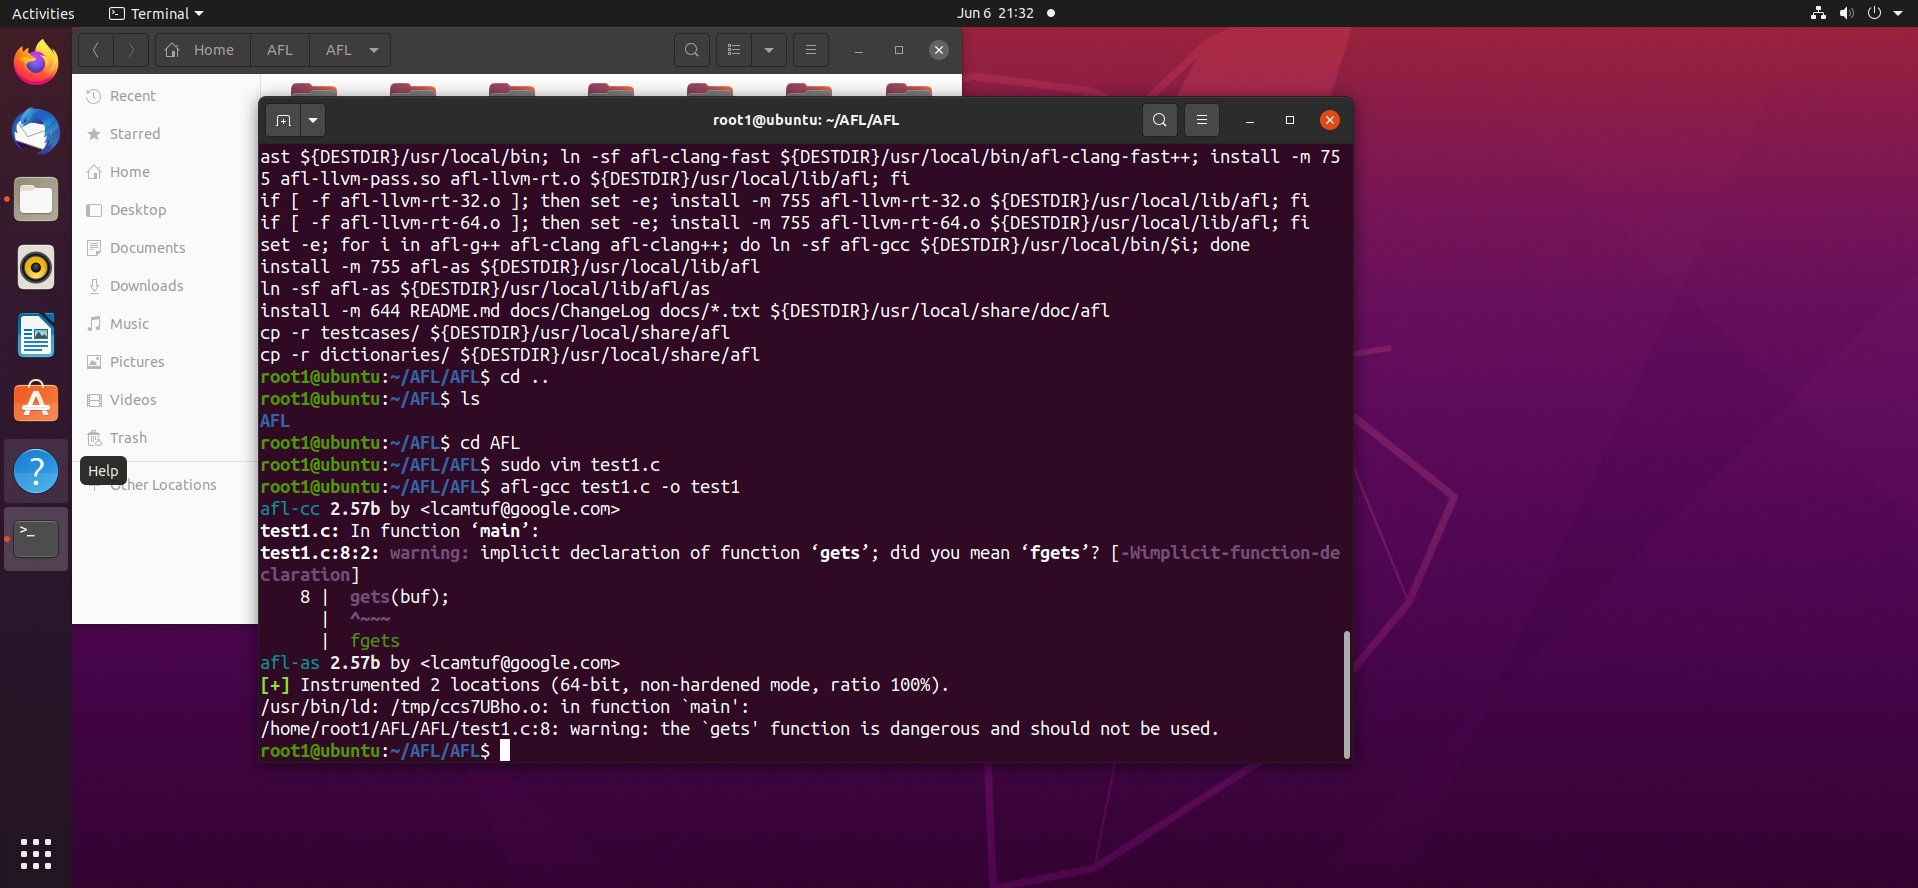 Activities
Terminal
Jun 6 21:32
Home
AFL
AFL
Recent
Starred
Home
Desktop
Documents
Downloads
Music
Pictures
Videos
Trash
Help
Other Locations
root1@ubuntu: ~/AFL/AFL
ast ${DESTDIR}/usr/local/bin; ln -sf afl-clang-fast ${DESTDIR}/usr/local/bin/afl-clang-fast++; install -m 75
5 afl-llvm-pass.so afl-llvm-rt.o ${DESTDIR}/usr/local/lib/afl; fi
if [ -f afl-llvm-rt-32.o ]; then set -e; install -m 755 afl-llvm-rt-32.o ${DESTDIR}/usr/local/lib/afl; fi
if [ -f afl-llvm-rt-64.o ]; then set -e; install -m 755 afl-llvm-rt-64.o ${DESTDIR}/usr/local/lib/afl; fi
set -e; for i in afl-g++ afl-clang afl-clang++; do ln -sf afl-gcc ${DESTDIR}/usr/local/bin/$i; done
install -m 755 afl-as ${DESTDIR}/usr/local/lib/afl
ln -sf afl-as ${DESTDIR}/usr/local/lib/afl/as
install -m 644 README.md docs/ChangeLog docs/*.txt ${DESTDIR}/usr/local/share/doc/afl
cp -r testcases/ ${DESTDIR}/usr/local/share/afl
cp -r dictionaries/ ${DESTDIR}/usr/local/share/afl
root1@ubuntu:~/AFL/AFL$ cd ..
root1@ubuntu:~/AFL$ ls
AFL
root1@ubuntu:~/AFL$ cd AFL
root1@ubuntu:~/AFL/AFL$ sudo vim test1.c
root1@ubuntu:~/AFL/AFL$ afl-gcc test1.c -o test1
afl-cc 2.57b by <lcamtuf@google.com>
test1.c: In function ‘main’:
test1.c:8:2: warning: implicit declaration of function ‘gets’; did you mean ‘fgets’? [-Wimplicit-function-de
claration]
8 |  gets(buf);
|  ^~~~
|  fgets
afl-as 2.57b by <lcamtuf@google.com>
[+] Instrumented 2 locations (64-bit, non-hardened mode, ratio 100%).
/usr/bin/ld: /tmp/ccs7UBho.o: in function `main':
/home/root1/AFL/AFL/test1.c:8: warning: the `gets' function is dangerous and should not be used.
root1@ubuntu:~/AFL/AFL$